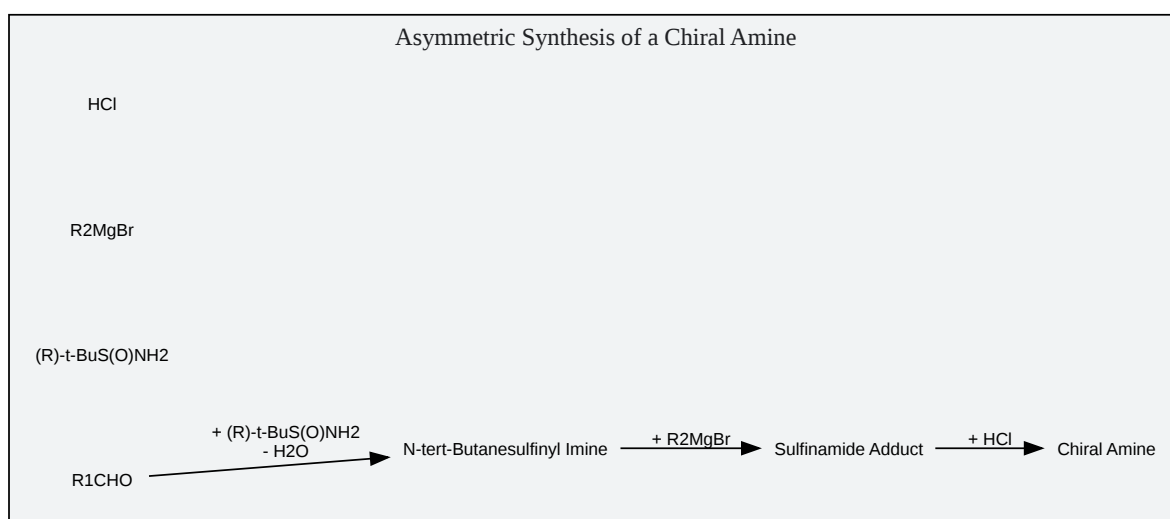 Asymmetric Synthesis of a Chiral Amine
HCl
R2MgBr
(R)-t-BuS(O)NH2
+ (R)-t-BuS(O)NH2
- H2O
R1CHO
N-tert-Butanesulfinyl Imine
+ R2MgBr
Sulfinamide Adduct
+ HCl
Chiral Amine